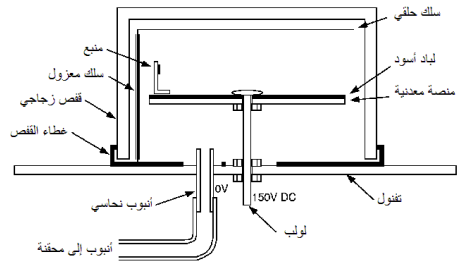 سلك حلقي
منبع
لباد أسود
سلك معزول
منصة معدنية
قفص زجاجي
غطاء القفص
0V
150V DC
أنبوب نحاسي
تفنول
لولب
أنبوب إلى محقنة